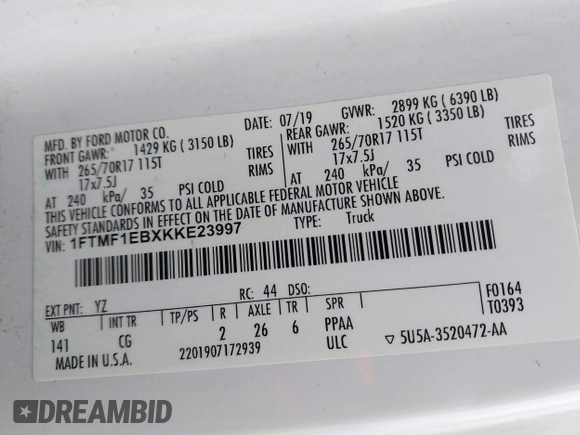 MFD. BY FORD MOTOR CO.
DATE: 07/19 GVWR: 2899 KG ( 6390 LB)
FRONT GAWR: 1429 KG ( 3150 LB) REAR GAWR: 1520 KG ( 3350 LB)
WITH 265/70R17 115T TIRES WITH 265/70R17 115T TIRES
17x7.5J RIMS 17x7.5J RIMS
AT 240 kPa/ 35 PSI COLD AT 240 kPa/ 35 PSI COLD
THIS VEHICLE CONFORMS TO ALL APPLICABLE FEDERAL MOTOR VEHICLE
SAFETY STANDARDS IN EFFECT ON THE DATE OF MANUFACTURE SHOWN ABOVE.
VIN: 1FTMF1EBXKKE23997 TYPE: Truck
EXT PNT: YZ RC: 44 DSO: F0164
WB INT TR TP/PS R AXLE TR SPR T0393
141 CG 2 26 6 PPAA
ULC
MADE IN U.S.A. 2201907172939 ▽ 5U5A-3520472-AA
DREAMBID